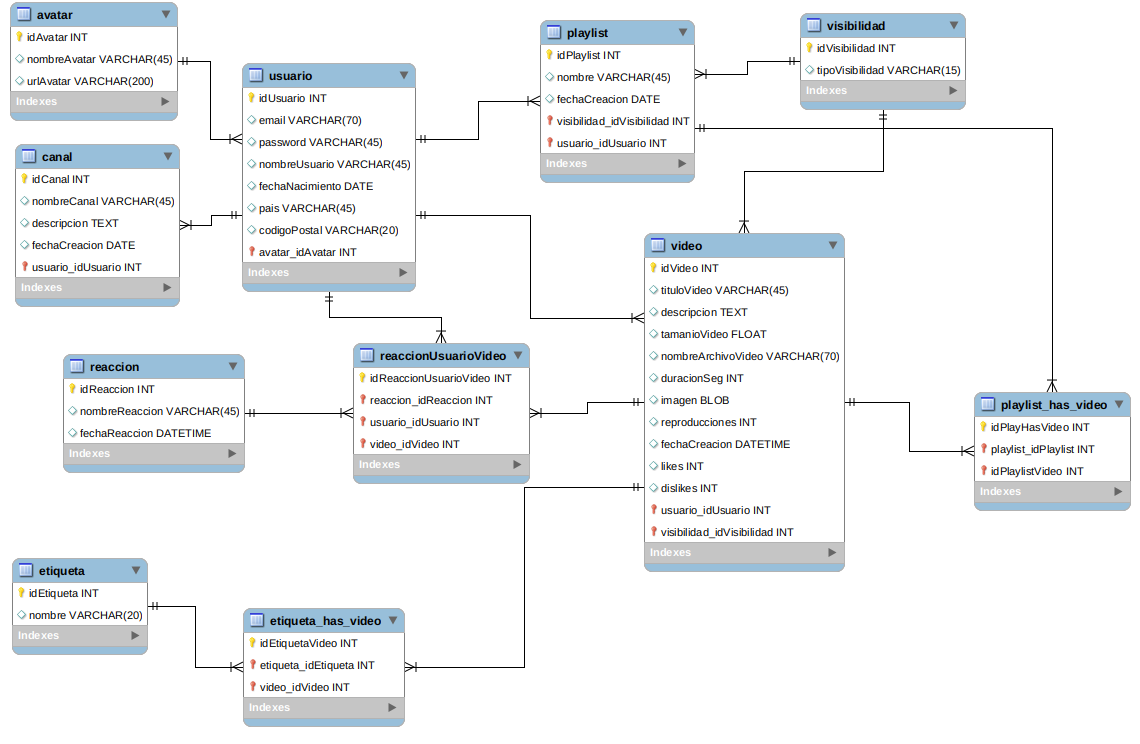 avatar
idAvatar INT
nombreAvatar VARCHAR(45)
urlAvatar VARCHAR(200)
Indexes
canal
idCanal INT
nombreCanal VARCHAR(45)
descripcion TEXT
fechaCreacion DATE
usuario_idUsuario INT
Indexes
usuario
idUsuario INT
email VARCHAR(70)
password VARCHAR(45)
nombreUsuario VARCHAR(45)
fechaNacimiento DATE
pais VARCHAR(45)
codigoPostal VARCHAR(20)
avatar_idAvatar INT
Indexes
playlist
idPlaylist INT
nombre VARCHAR(45)
fechaCreacion DATE
visibilidad_idVisibilidad INT
usuario_idUsuario INT
Indexes
visibilidad
idVisibilidad INT
tipoVisibilidad VARCHAR(15)
Indexes
video
idVideo INT
tituloVideo VARCHAR(45)
descripcion TEXT
tamanioVideo FLOAT
nombreArchivoVideo VARCHAR(70)
duracionSeg INT
imagen BLOB
reproducciones INT
fechaCreacion DATETIME
likes INT
dislikes INT
usuario_idUsuario INT
visibilidad_idVisibilidad INT
Indexes
reaccion
idReaccion INT
nombreReaccion VARCHAR(45)
fechaReaccion DATETIME
Indexes
reaccionUsuarioVideo
idReaccionUsuarioVideo INT
reaccion_idReaccion INT
usuario_idUsuario INT
video_idVideo INT
Indexes
playlist_has_video
idPlayHasVideo INT
playlist_idPlaylist INT
idPlaylistVideo INT
Indexes
etiqueta
idEtiqueta INT
nombre VARCHAR(20)
Indexes
etiqueta_has_video
idEtiquetaVideo INT
etiqueta_idEtiqueta INT
video_idVideo INT
Indexes